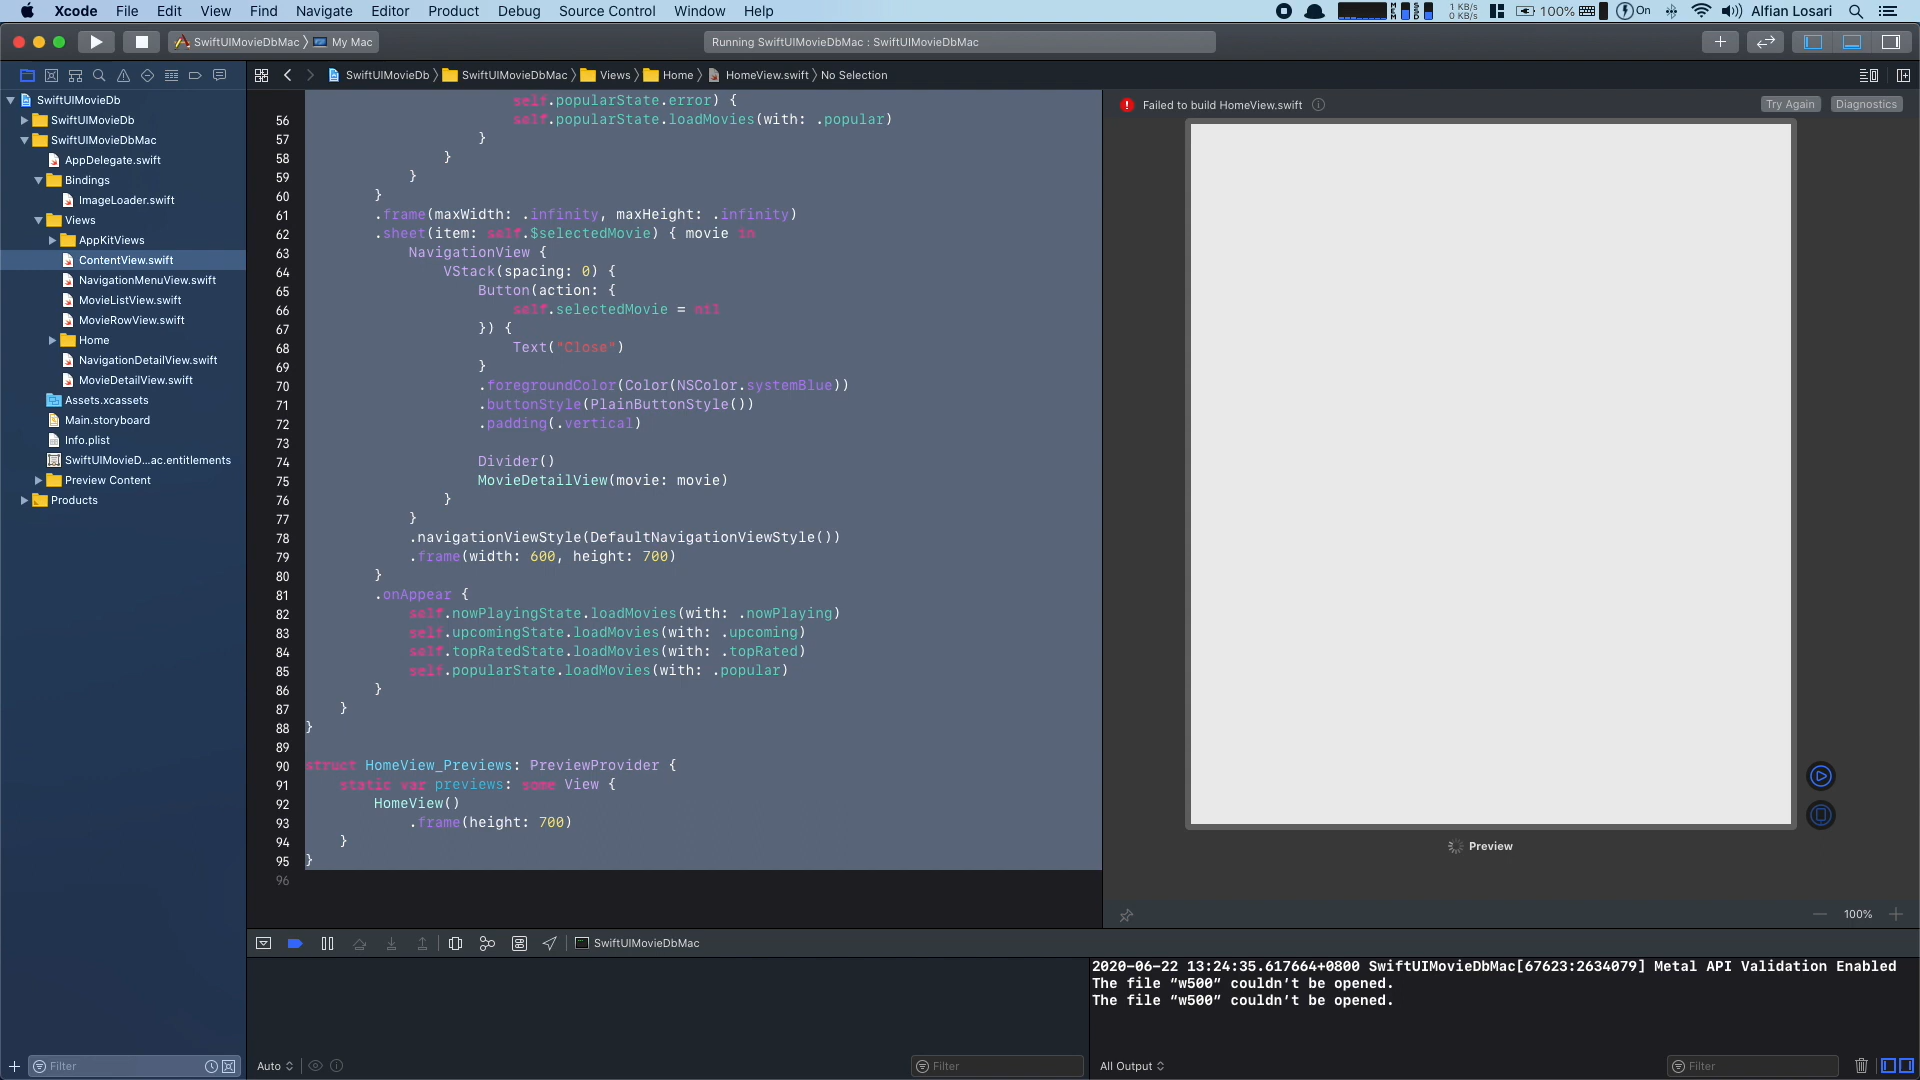 Xcode File Edit View Find Navigate Editor Product Debug Source Control Window Help
1 KB/s
0 KB/s
100%
On
Alfian Losari
SwiftUIMovieDbMac My Mac
Running SwiftUIMovieDbMac : SwiftUIMovieDbMac
SwiftUIMovieDb SwiftUIMovieDbMac Views Home HomeView.swift No Selection
SwiftUIMovieDb
SwiftUIMovieDb
SwiftUIMovieDbMac
AppDelegate.swift
Bindings
ImageLoader.swift
Views
AppKitViews
ContentView.swift
NavigationMenuView.swift
MovieListView.swift
MovieRowView.swift
Home
NavigationDetailView.swift
MovieDetailView.swift
Assets.xcassets
Main.storyboard
Info.plist
SwiftUIMovieD...ac.entitlements
Preview Content
Products
Filter
self.popularState.error) {
56 self.popularState.loadMovies(with: .popular)
57 }
58 }
59 }
60 }
61 .frame(maxWidth: .infinity, maxHeight: .infinity)
62 .sheet(item: self.$selectedMovie) { movie in
63 NavigationView {
64 VStack(spacing: 0) {
65 Button(action: {
66 self.selectedMovie = nil
67 }) {
68 Text("Close")
69 }
70 .foregroundColor(Color(NSColor.systemBlue))
71 .buttonStyle(PlainButtonStyle())
72 .padding(.vertical)
73
74 Divider()
75 MovieDetailView(movie: movie)
76 }
77 }
78 .navigationViewStyle(DefaultNavigationViewStyle())
79 .frame(width: 600, height: 700)
80 }
81 .onAppear {
82 self.nowPlayingState.loadMovies(with: .nowPlaying)
83 self.upcomingState.loadMovies(with: .upcoming)
84 self.topRatedState.loadMovies(with: .topRated)
85 self.popularState.loadMovies(with: .popular)
86 }
87 }
88 }
89
90 struct HomeView_Previews: PreviewProvider {
91 static var previews: some View {
92 HomeView()
93 .frame(height: 700)
94 }
95 }
96
Failed to build HomeView.swift
Try Again
Diagnostics
Preview
100%
SwiftUIMovieDbMac
2020-06-22 13:24:35.617664+0800 SwiftUIMovieDbMac[67623:2634079] Metal API Validation Enabled
The file “w500” couldn’t be opened.
The file “w500” couldn’t be opened.
Auto
Filter
All Output
Filter